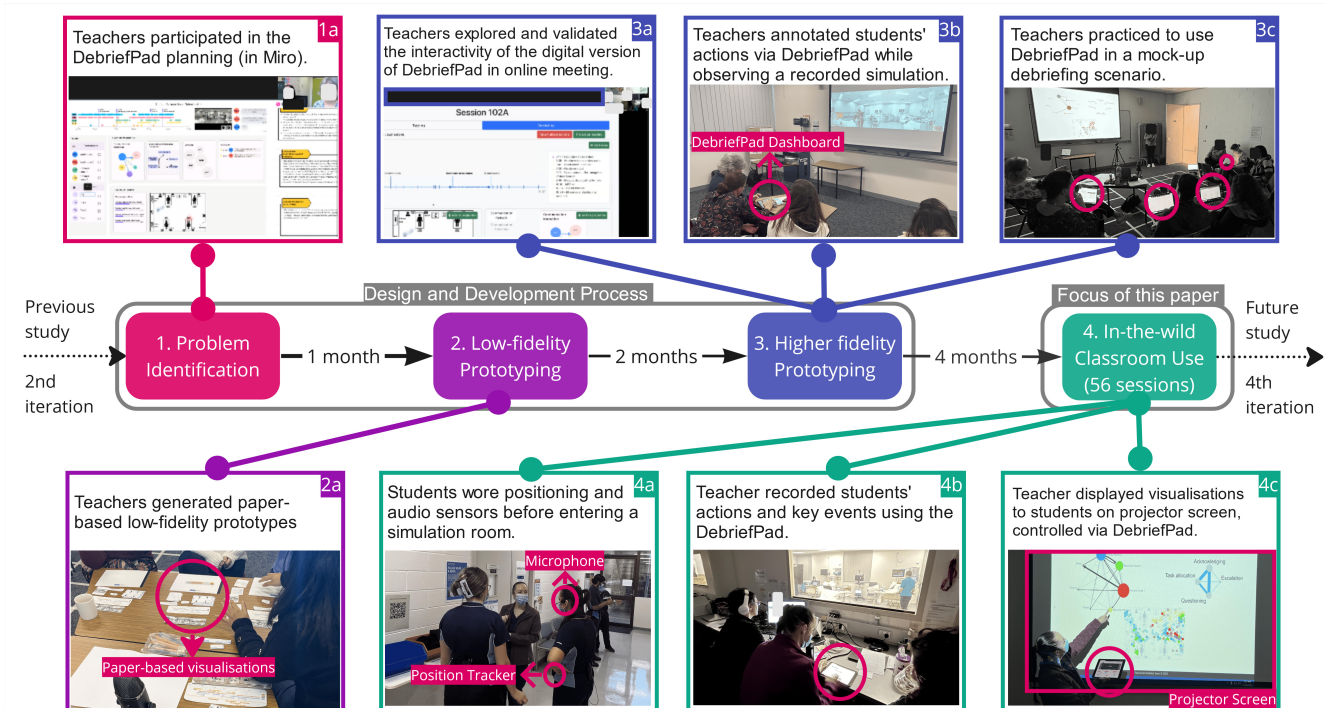 1a
Teachers participated in the
DebriefPad planning (in Miro).
3a
Teachers explored and validated
the interactivity of the digital version
of DebriefPad in online meeting.
Session 102A
3b
Teachers annotated students'
actions via DebriefPad while
observing a recorded simulation.
DebriefPad Dashboard
3c
Teachers practiced to use
DebriefPad in a mock-up
debriefing scenario.
Design and Development Process
Focus of this paper
Previous
study
2nd
iteration
1. Problem
Identification
1 month
2. Low-fidelity
Prototyping
2 months
3. Higher fidelity
Prototyping
4 months
4. In-the-wild
Classroom Use
(56 sessions)
Future
study
4th
iteration
2a
Teachers generated paper-
based low-fidelity prototypes
Paper-based visualisations
4a
Students wore positioning and
audio sensors before entering a
simulation room.
Microphone
Position Tracker
4b
Teacher recorded students'
actions and key events using the
DebriefPad.
4c
Teacher displayed visualisations
to students on projector screen,
controlled via DebriefPad.
Acknowledging
Task allocation
Escalation
Questioning
Projector Screen